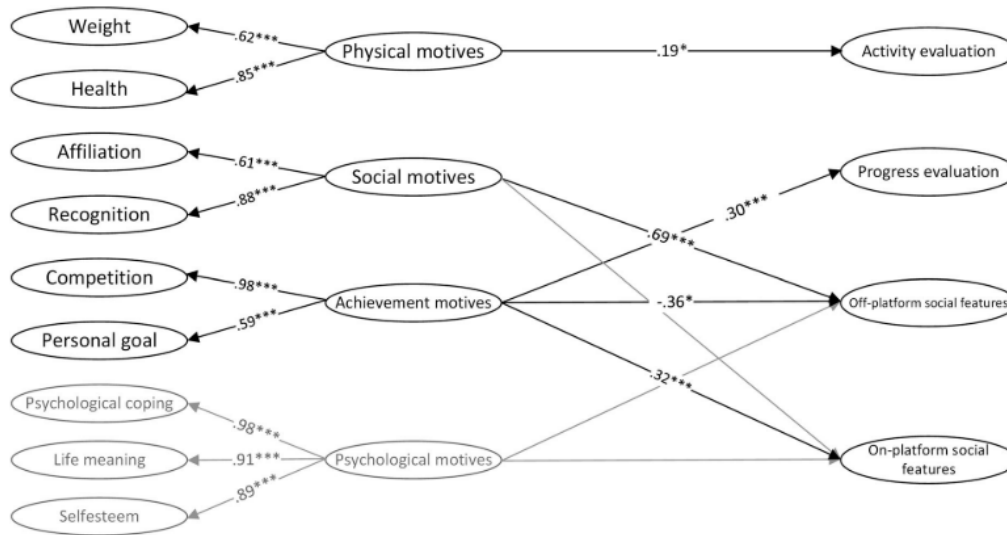 Weight
.62***
Physical motives
.19*
Activity evaluation
.85***
Health
Affiliation
.61***
Social motives
Progress evaluation
.88***
Recognition
.30***
.69***
Competition
.98***
Achievement motives
-.36*
Off-platform social features
.59***
Personal goal
.32***
Psychological coping
.98***
Life meaning
.91***
Psychological motives
On-platform social
features
.89***
Selfesteem